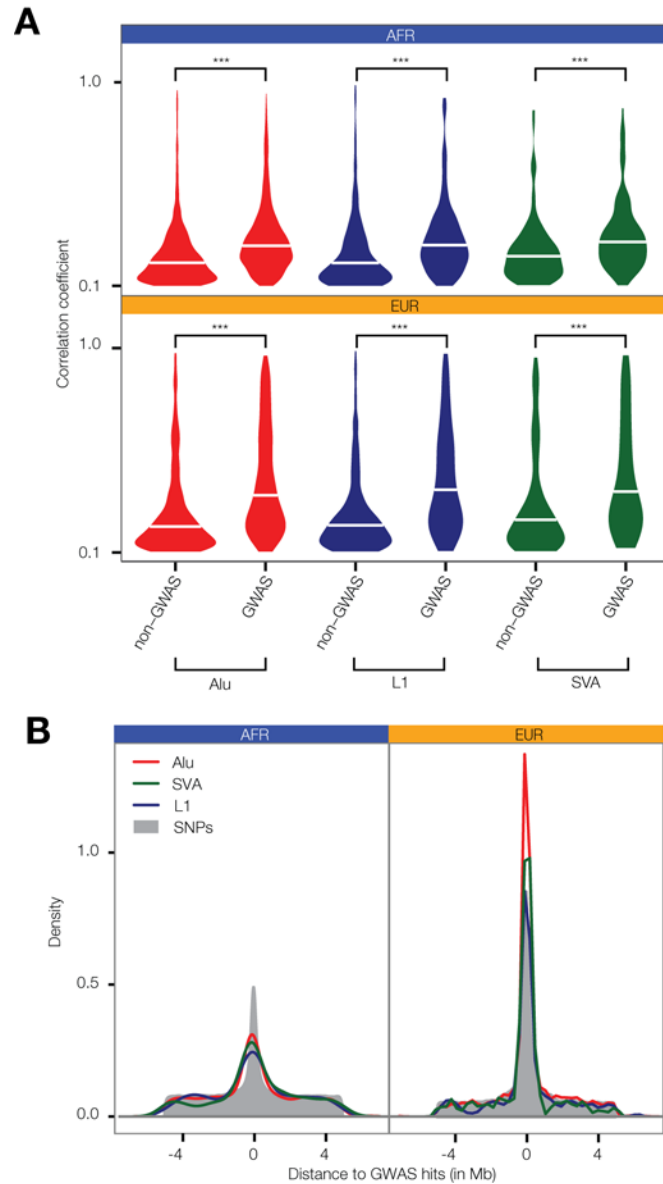 A
AFR
*** *** ***
1.0
0.1
Correlation coefficient
EUR
*** *** ***
1.0
0.1
non–GWAS GWAS non–GWAS GWAS non–GWAS GWAS
Alu L1 SVA
B
AFR EUR
Alu
SVA
L1
SNPs
1.0
0.5
0.0
Density
-4 0 4 -4 0 4
Distance to GWAS hits (in Mb)